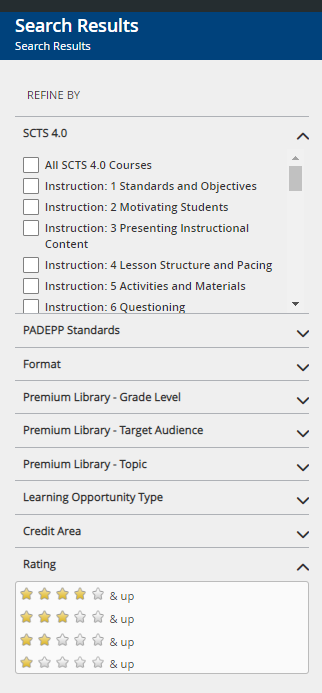 Search Results
Search Results
REFINE BY
SCTS 4.0
All SCTS 4.0 Courses
Instruction: 1 Standards and Objectives
Instruction: 2 Motivating Students
Instruction: 3 Presenting Instructional
Content
Instruction: 4 Lesson Structure and Pacing
Instruction: 5 Activities and Materials
Instruction: 6 Questioning
PADEPP Standards
Format
Premium Library - Grade Level
Premium Library - Target Audience
Premium Library - Topic
Learning Opportunity Type
Credit Area
Rating
& up
& up
& up
& up